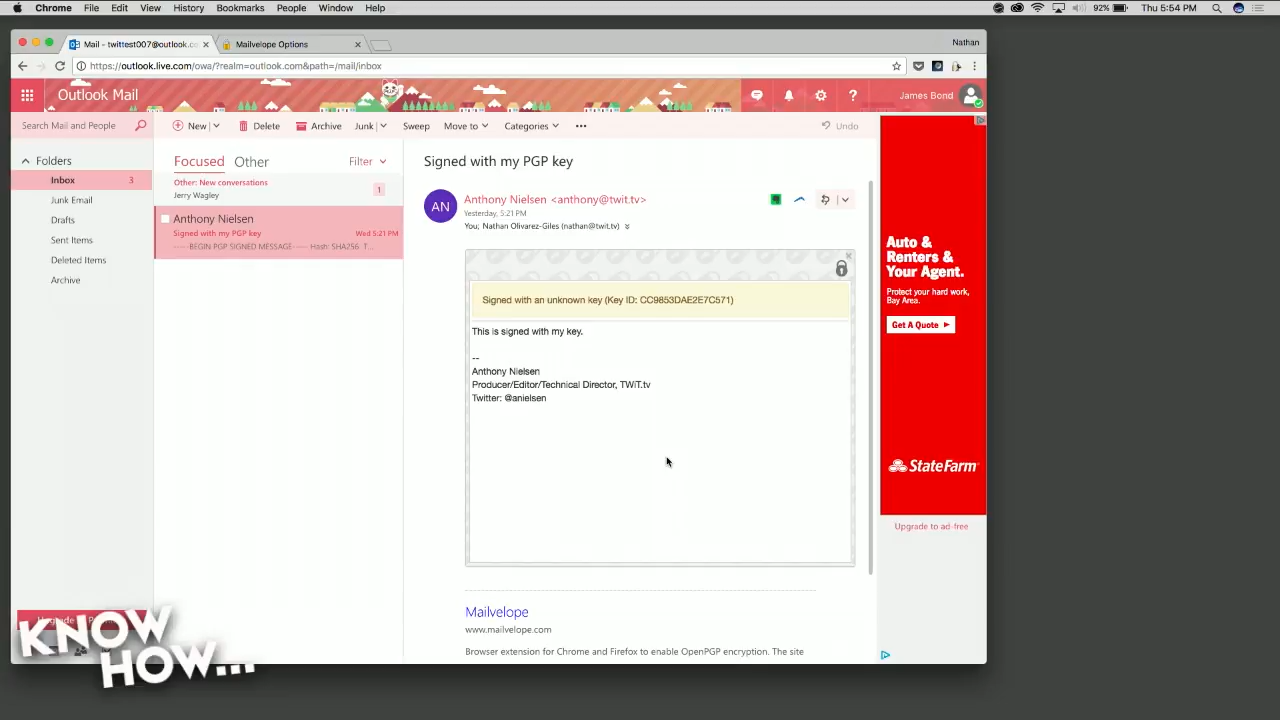 Chrome File Edit View History Bookmarks People Window Help 92% Thu 5:54 PM
Mail - twittest007@outlook.co Mailvelope Options Nathan
https://outlook.live.com/owa/?realm=outlook.com&path=/mail/inbox
Outlook Mail ? James Bond
Search Mail and People New Delete Archive Junk Sweep Move to Categories ••• Undo
Folders
Inbox 3
Junk Email
Drafts
Sent Items
Deleted Items
Archive
Focused Other Filter
Other: New conversations
Jerry Wagley 1
Anthony Nielsen
Signed with my PGP key Wed 5:21 PM
-----BEGIN PGP SIGNED MESSAGE----- Hash: SHA256 T...
Signed with my PGP key
AN
Anthony Nielsen <anthony@twit.tv>
Yesterday, 5:21 PM
You; Nathan Olivarez-Giles (nathan@twit.tv)
Signed with an unknown key (Key ID: CC9853DAE2E7C571)
This is signed with my key.
--
Anthony Nielsen
Producer/Editor/Technical Director, TWiT.tv
Twitter: @anielsen
Mailvelope
www.mailvelope.com
Browser extension for Chrome and Firefox to enable OpenPGP encryption. The site
Auto &
Renters &
Your Agent.
Protect your hard work,
Bay Area.
Get A Quote
StateFarm
Upgrade to ad-free
KNOW
HOW...